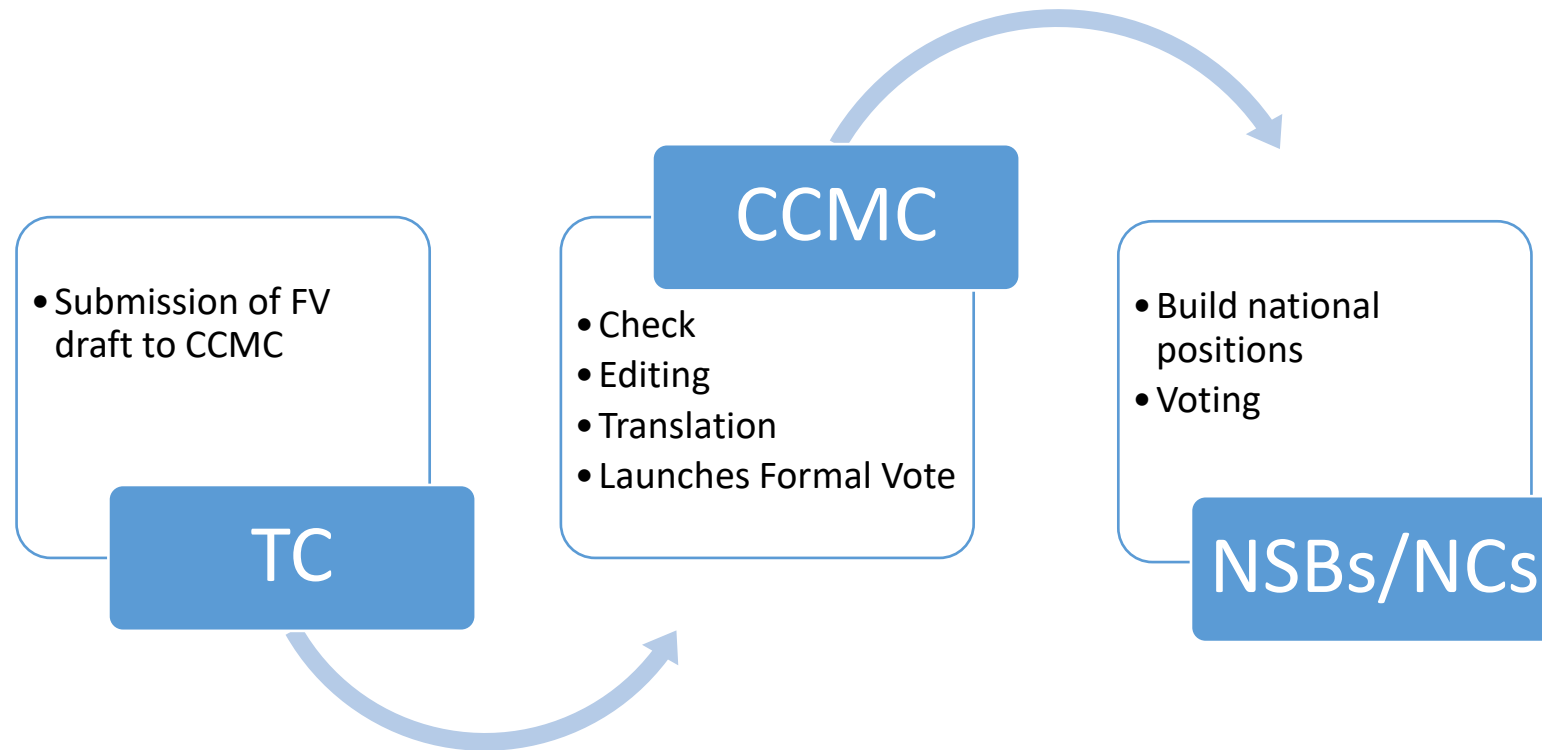 • Submission of FV
draft to CCMC
TC
CCMC
• Check
• Editing
• Translation
• Launches Formal Vote
• Build national
positions
• Voting
NSBs/NCs